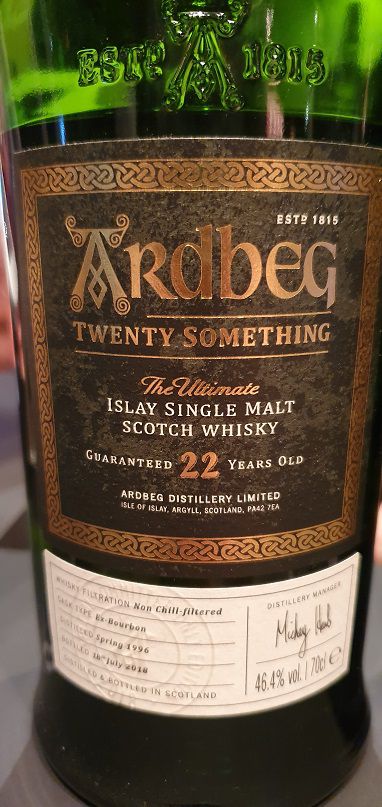 ESTD 1815
ESTD 1815
ARDBEG
TWENTY SOMETHING
The Ultimate
ISLAY SINGLE MALT
SCOTCH WHISKY
GUARANTEED 22 YEARS OLD
ARDBEG DISTILLERY LIMITED
ISLE OF ISLAY, ARGYLL, SCOTLAND, PA42 7EA
WHISKY FILTRATION Non Chill-filtered
CASK TYPE Ex-Bourbon
DISTILLED Spring 1996
BOTTLED 18th July 2018
DISTILLED & BOTTLED IN SCOTLAND
DISTILLERY MANAGER
46.4% vol. | 70cl e